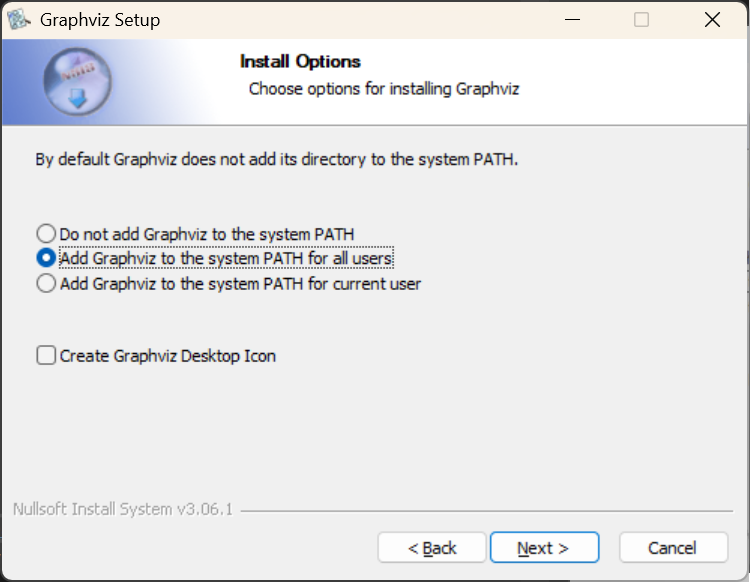 Graphviz Setup
Install Options
Choose options for installing Graphviz
By default Graphviz does not add its directory to the system PATH.
Do not add Graphviz to the system PATH
Add Graphviz to the system PATH for all users
Add Graphviz to the system PATH for current user
Create Graphviz Desktop Icon
Nullsoft Install System v3.06.1
< Back
Next >
Cancel